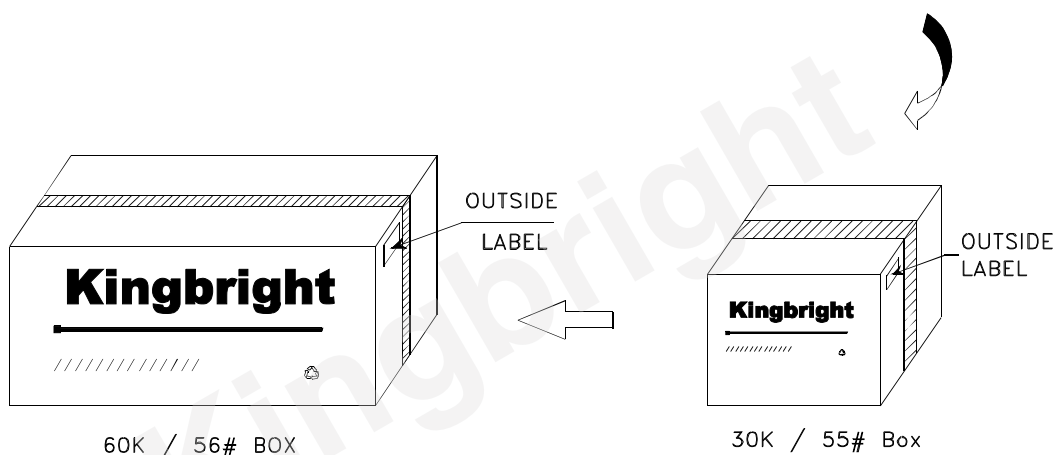 OUTSIDE
LABEL
Kingbright
60K / 56# BOX
OUTSIDE
LABEL
Kingbright
30K / 55# Box
Kingbright